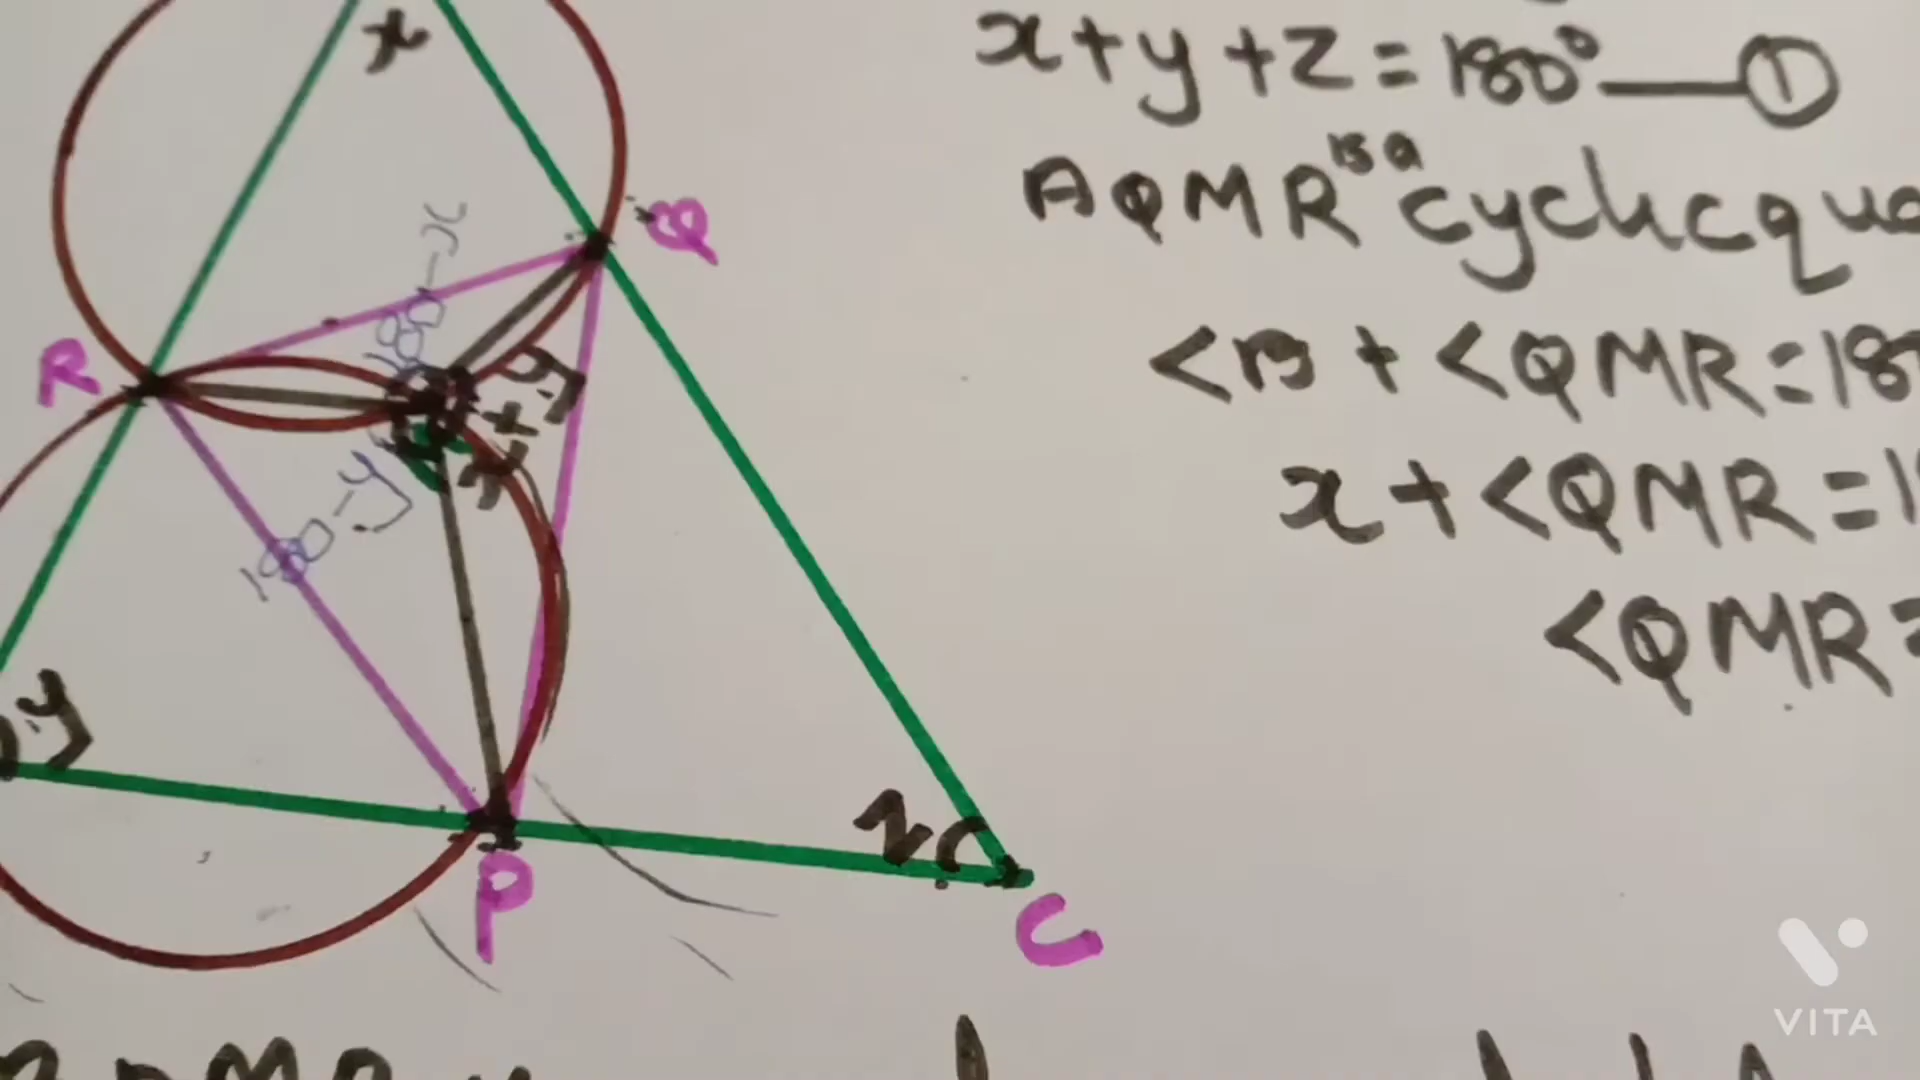 x
x+y+z=180° ①
AQMR is a cyclic qua
<A + <QMR=18
x+<QMR=1
<QMR=
180-x
Q
R
x+y
180-y
y
z
P
C
VITA